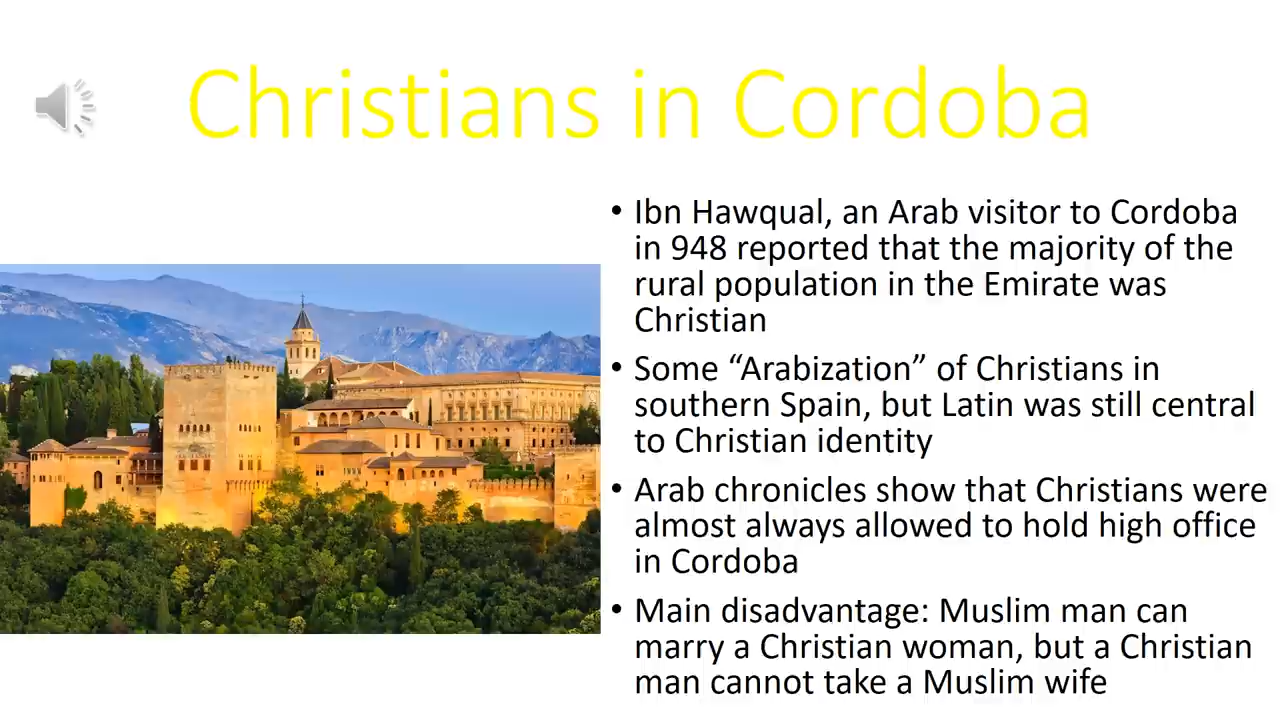 Christians in Cordoba
• Ibn Hawqual, an Arab visitor to Cordoba
in 948 reported that the majority of the
rural population in the Emirate was
Christian
• Some “Arabization” of Christians in
southern Spain, but Latin was still central
to Christian identity
• Arab chronicles show that Christians were
almost always allowed to hold high office
in Cordoba
• Main disadvantage: Muslim man can
marry a Christian woman, but a Christian
man cannot take a Muslim wife